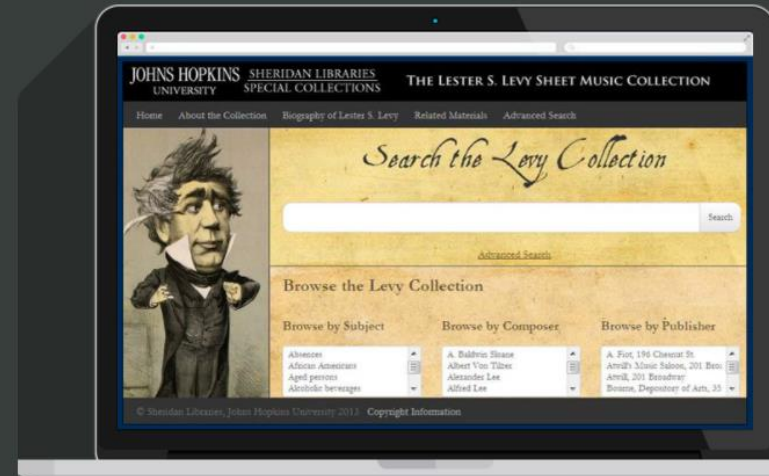 JOHNS HOPKINS
UNIVERSITY
SHERIDAN LIBRARIES
SPECIAL COLLECTIONS
THE LESTER S. LEVY SHEET MUSIC COLLECTION
Home About the Collection Biography of Lester S. Levy Related Materials Advanced Search
Search the Levy Collection
Search
Advanced Search
Browse the Levy Collection
Browse by Subject
Absences
African Americans
Aged persons
Alcoholic beverages
Browse by Composer
A. Baldwin Sloane
Albert Von Tilzer
Alexander Lee
Alfred Lee
Browse by Publisher
A. Fiot, 196 Chesnut St.
Atwill's Music Saloon, 201 Broa
Atwill, 201 Broadway
Bourne, Depository of Arts, 35
© Sheridan Libraries, Johns Hopkins University 2013 Copyright Information